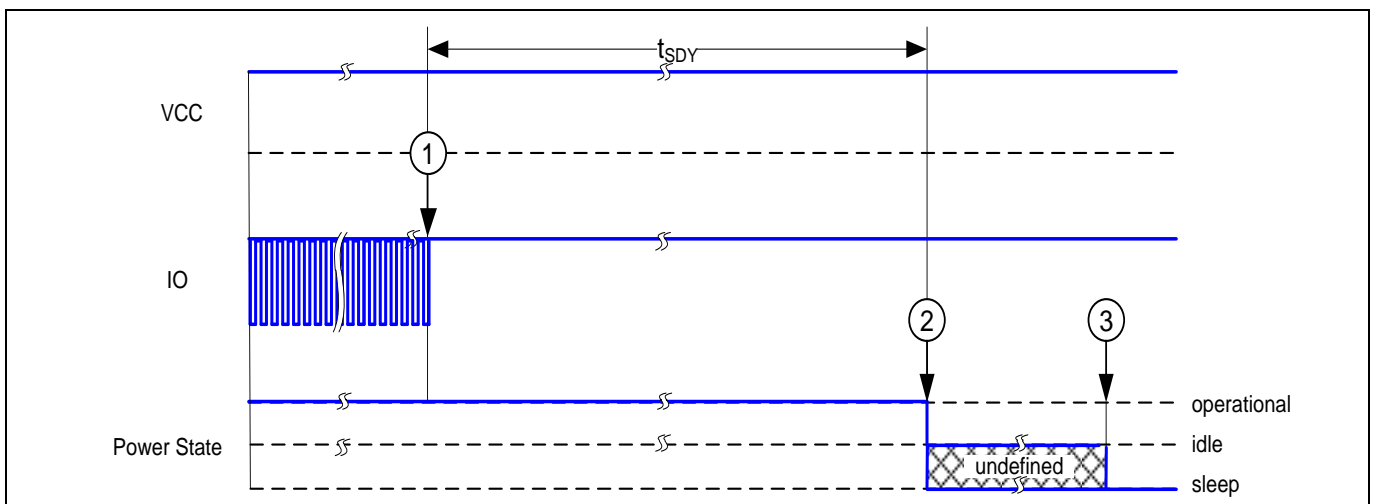 tSDY
VCC
1
IO
2
3
operational
Power State
idle
undefined
sleep